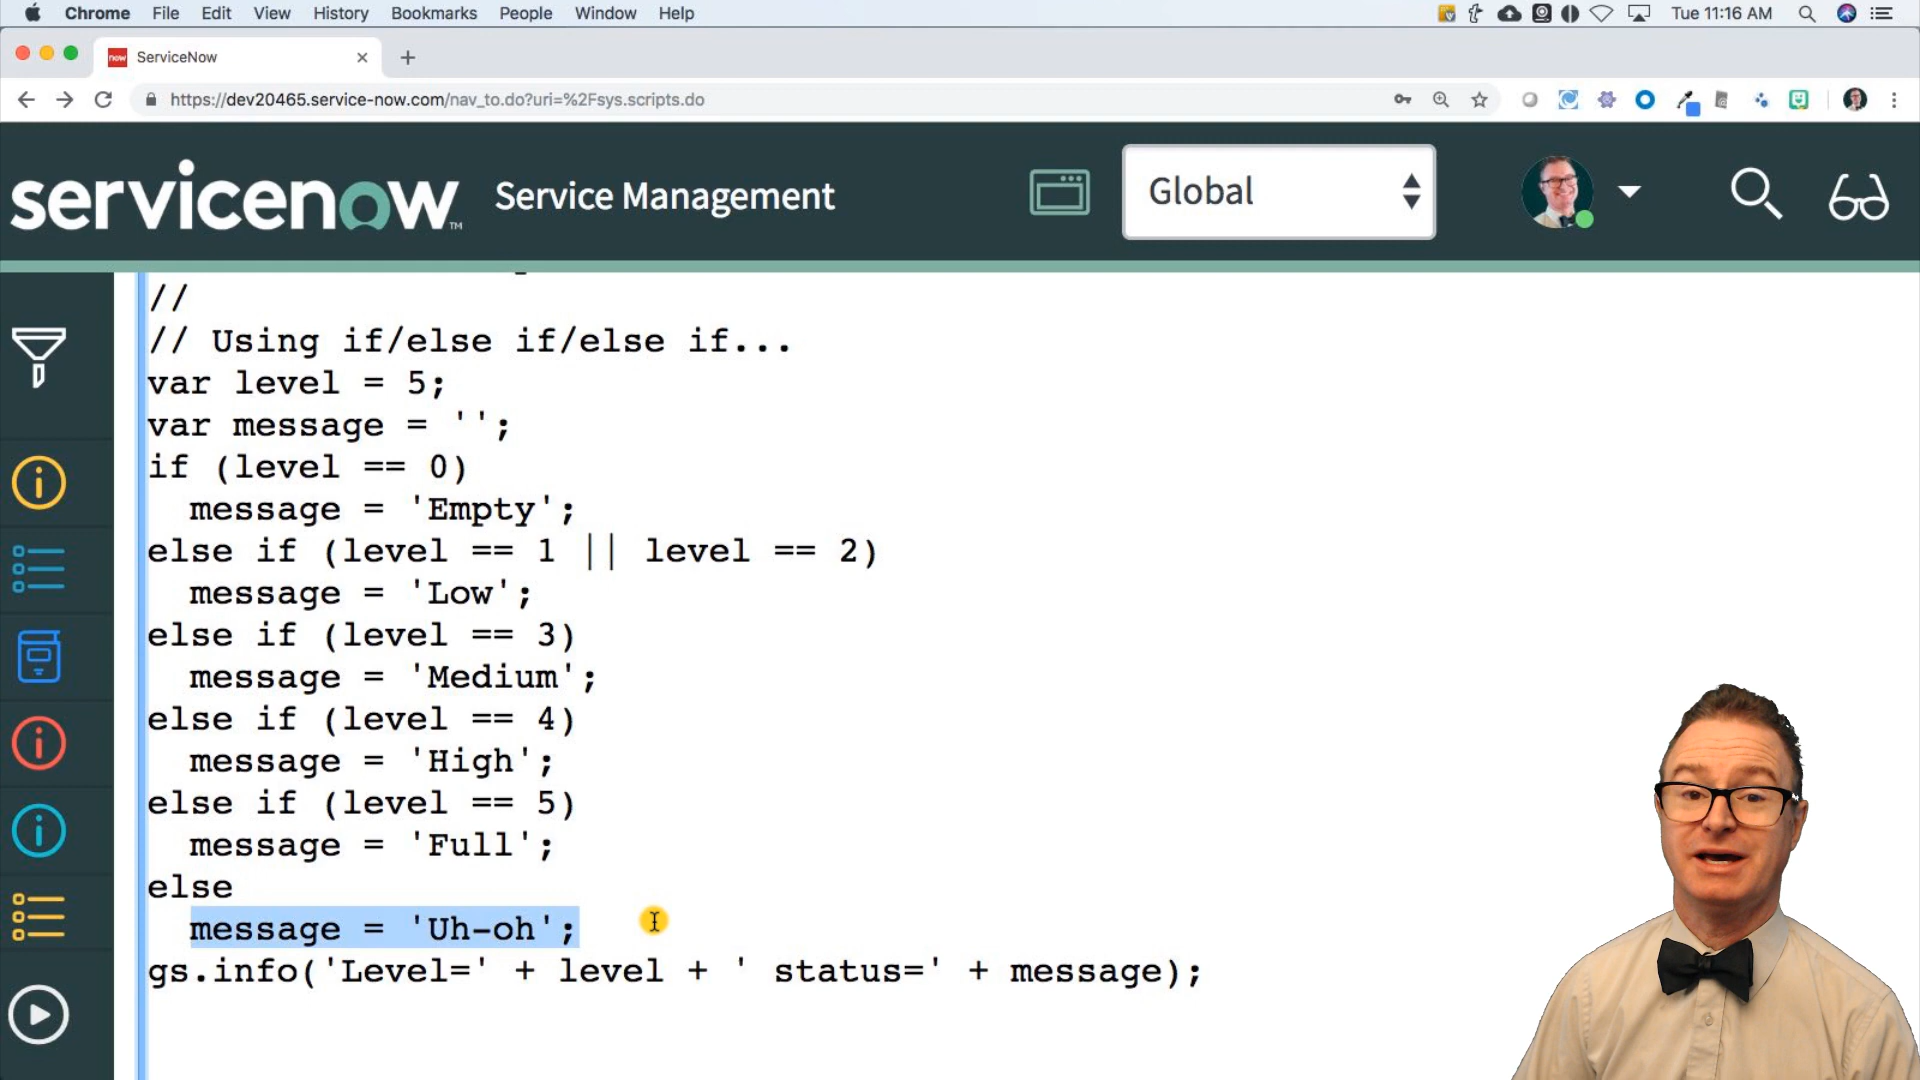 Chrome File Edit View History Bookmarks People Window Help Tue 11:16 AM
now ServiceNow
https://dev20465.service-now.com/nav_to.do?uri=%2Fsys.scripts.do
servicenow™ Service Management Global
//
// Using if/else if/else if...
var level = 5;
var message = '';
if (level == 0)
message = 'Empty';
else if (level == 1 || level == 2)
message = 'Low';
else if (level == 3)
message = 'Medium';
else if (level == 4)
message = 'High';
else if (level == 5)
message = 'Full';
else
message = 'Uh-oh';
gs.info('Level=' + level + ' status=' + message);